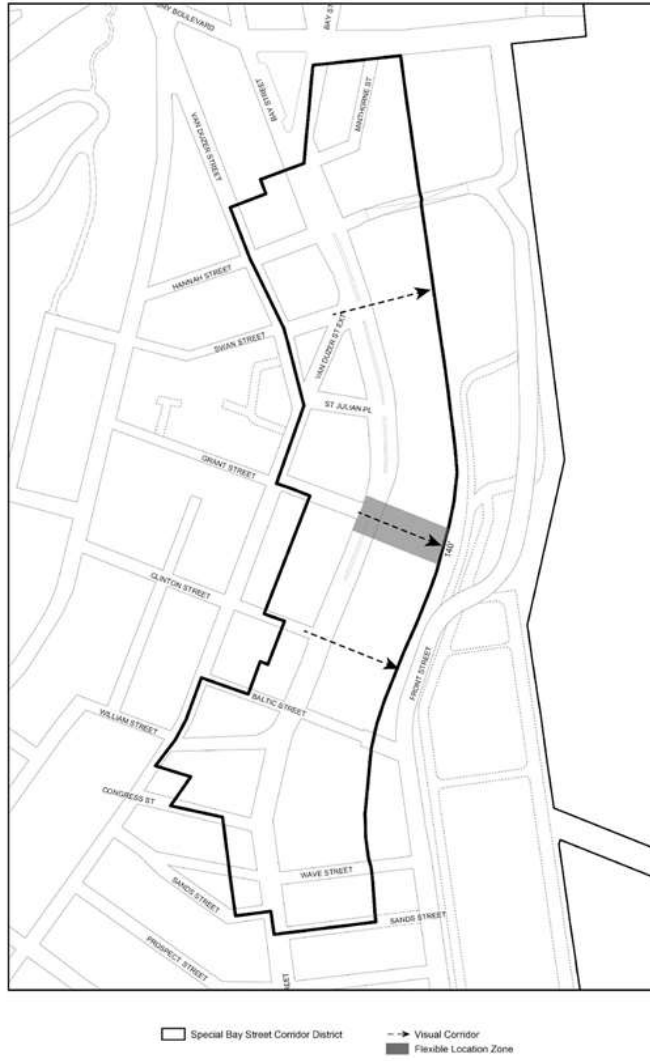 BAY ST
BAY STREET
MINTHORNE ST
VAN DUZER STREET
HANNAH STREET
SWAN STREET
VAN DUZER ST EXT
ST JULIAN PL
GRANT STREET
140'
CLINTON STREET
FRONT STREET
BALTIC STREET
WILLIAM STREET
CONGRESS ST
WAVE STREET
SANDS STREET
SANDS STREET
PROSPECT STREET
Special Bay Street Corridor District
Visual Corridor
Flexible Location Zone